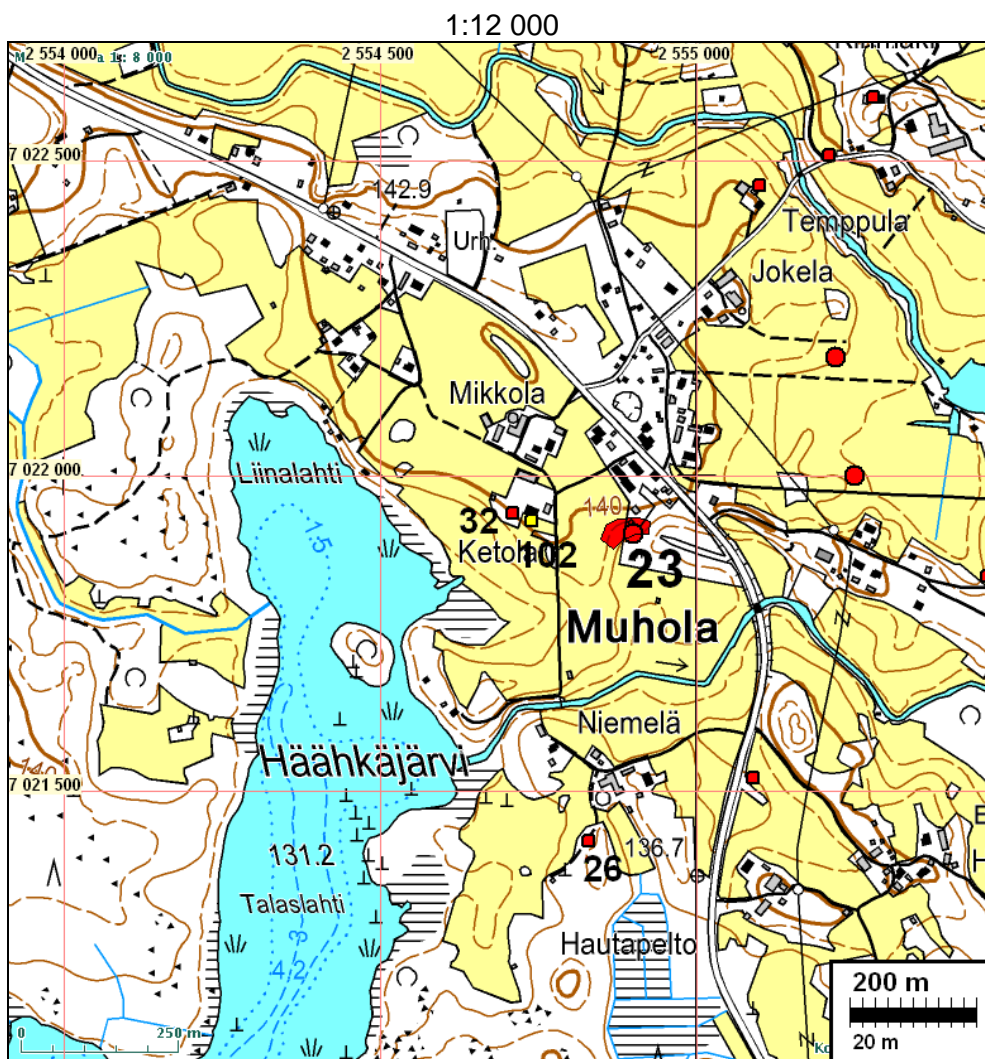 1:12 000
2 554 000
a 1: 8 000
2 554 500
2 555 000
7 022 500
142.9
Urh.
Temppula
Jokela
Mikkola
7 022 000
Liinalahti
1.5
32
102
140
23
Ketola
Muhola
Niemelä
Häähkäjärvi
7 021 500
131.2
136.7
26
Talaslahti
3
4.2
Hautapelto
200 m
20 m
0
250 m